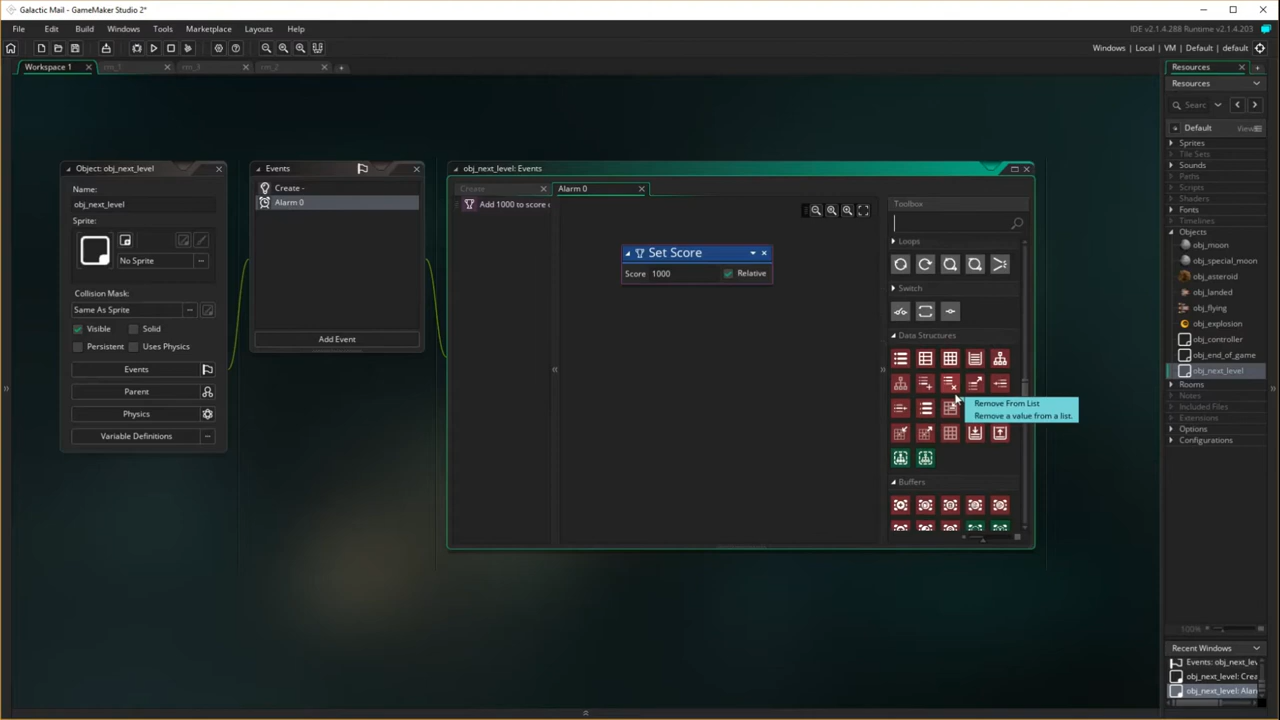 Galactic Mail - GameMaker Studio 2*
File Edit Build Windows Tools Marketplace Layouts Help
IDE v2.1.4.288 Runtime v2.1.4.203
Windows | Local | VM | Default | default
Workspace 1
rm_1
rm_3
rm_2
Resources
Resources
Searc
Default
View
Sprites
Tile Sets
Sounds
Paths
Scripts
Shaders
Fonts
Timelines
Objects
obj_moon
obj_special_moon
obj_asteroid
obj_landed
obj_flying
obj_explosion
obj_controller
obj_end_of_game
obj_next_level
Rooms
Notes
Included Files
Extensions
Options
Configurations
100%
Recent Windows
Events: obj_next_lev
obj_next_level: Crea
obj_next_level: Alar
Object: obj_next_level
Name:
obj_next_level
Sprite:
No Sprite
Collision Mask:
Same As Sprite
Visible
Solid
Persistent
Uses Physics
Events
Parent
Physics
Variable Definitions
Events
Create -
Alarm 0
Add Event
obj_next_level: Events
Create
Alarm 0
Add 1000 to score
Set Score
Score 1000
Relative
Toolbox
Loops
Switch
Data Structures
Remove From List
Remove a value from a list.
Buffers